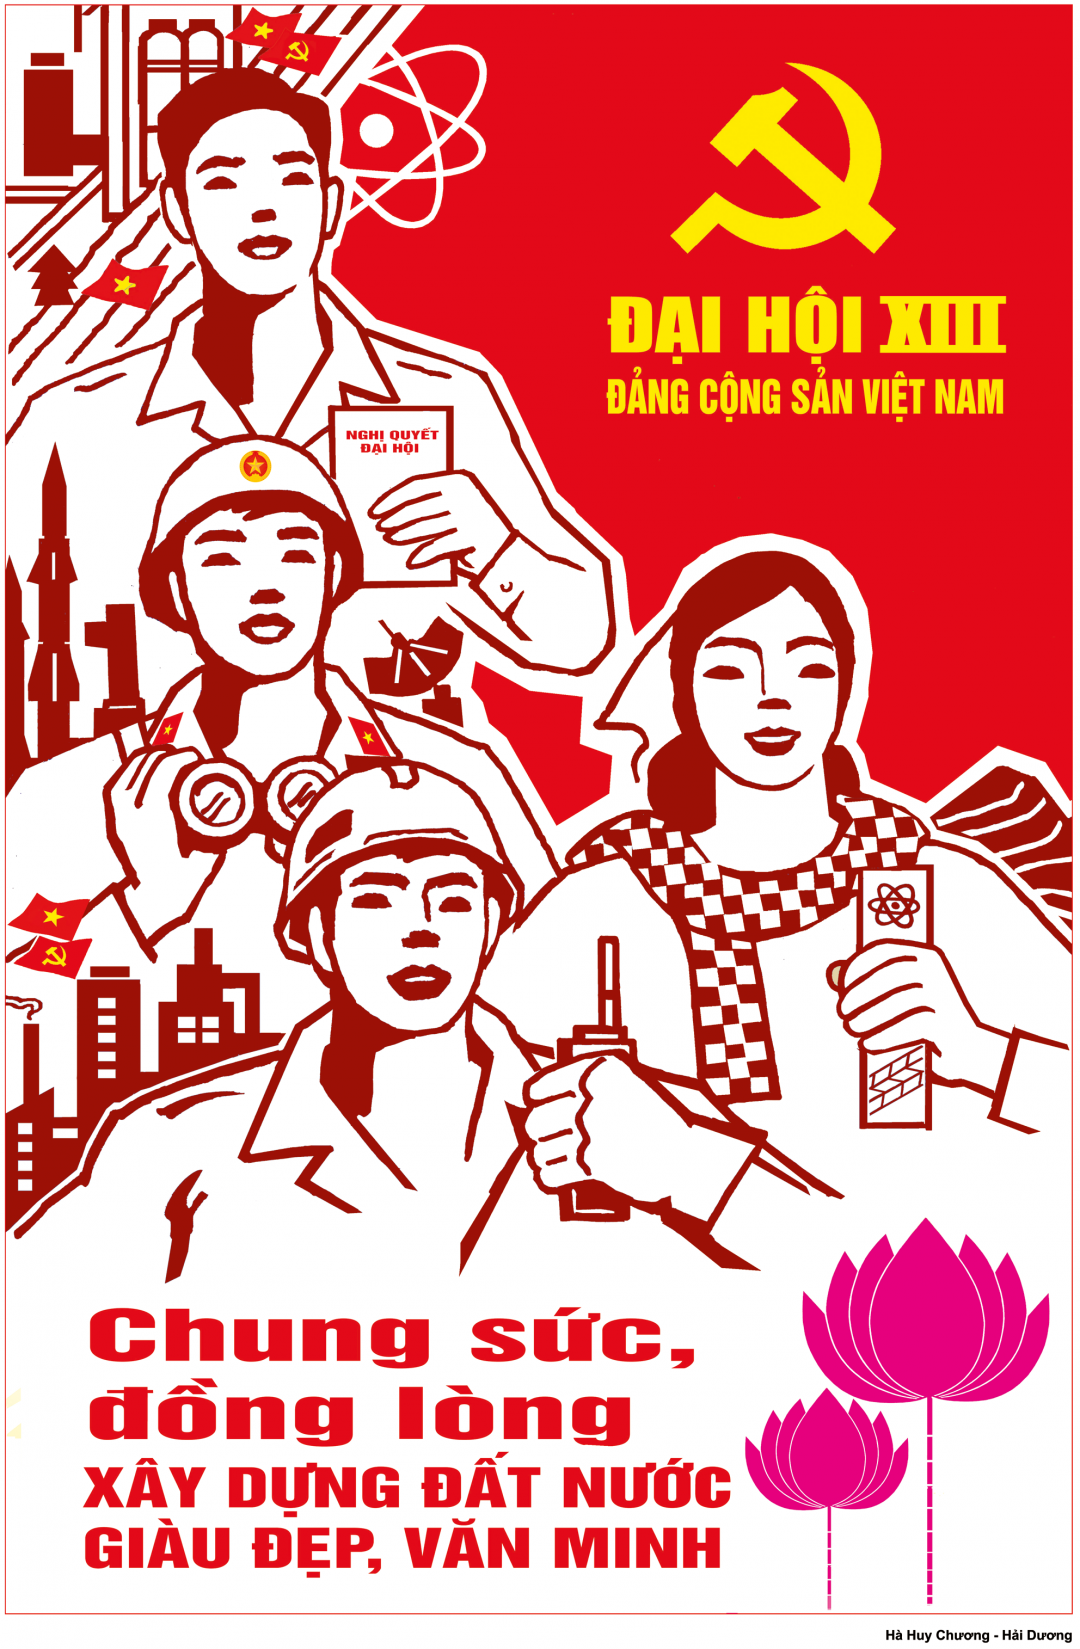 ĐẠI HỘI XIII
ĐẢNG CỘNG SẢN VIỆT NAM
NGHỊ QUYẾT
ĐẠI HỘI
Chung sức,
đồng lòng
XÂY DỰNG ĐẤT NƯỚC
GIÀU ĐẸP, VĂN MINH
Hà Huy Chương - Hải Dương